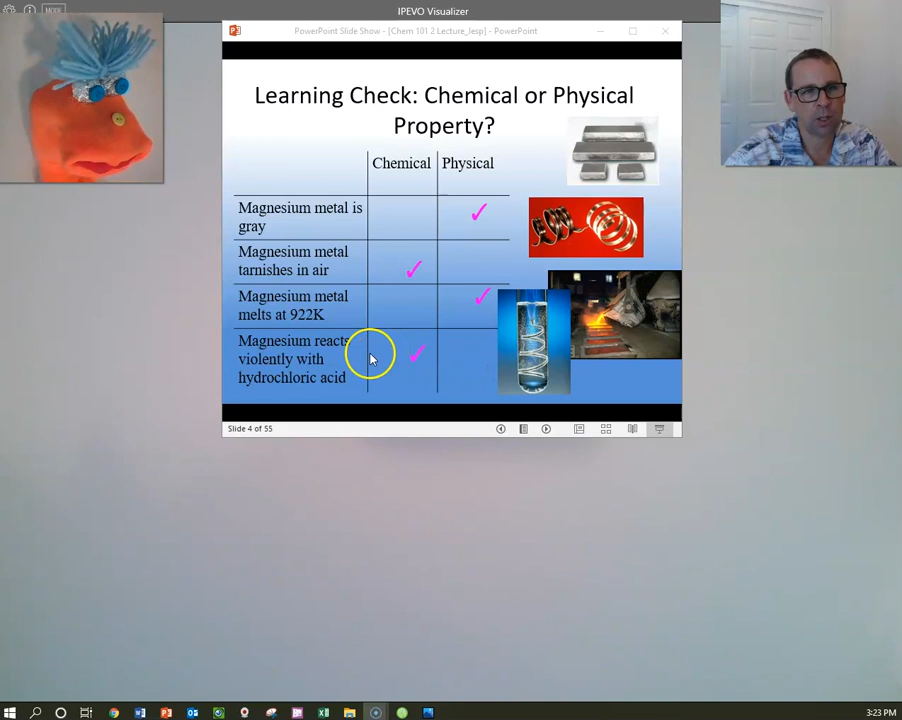 IPEVO Visualizer
MODE
PowerPoint Slide Show - [Chem 101 2 Lecture_lesp] - PowerPoint
Learning Check: Chemical or Physical
Property?
Chemical Physical
Magnesium metal is
gray
Magnesium metal
tarnishes in air
Magnesium metal
melts at 922K
Magnesium reacts
violently with
hydrochloric acid
Slide 4 of 55
3:23 PM